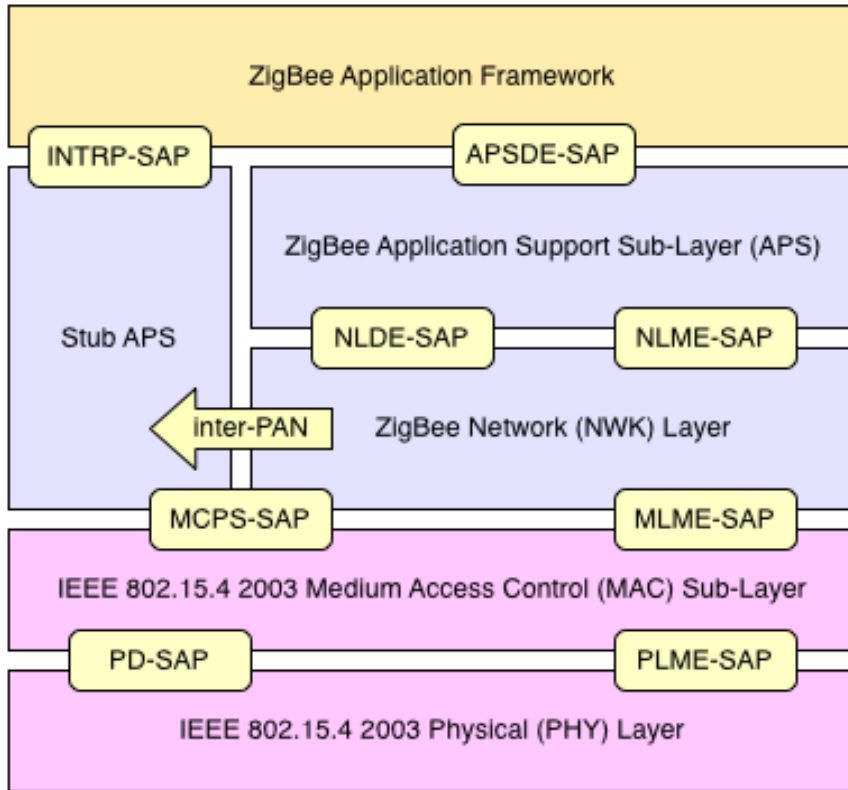 ZigBee Application Framework
INTRP-SAP
APSDE-SAP
ZigBee Application Support Sub-Layer (APS)
Stub APS
NLDE-SAP
NLME-SAP
inter-PAN
ZigBee Network (NWK) Layer
MCPS-SAP
MLME-SAP
IEEE 802.15.4 2003 Medium Access Control (MAC) Sub-Layer
PD-SAP
PLME-SAP
IEEE 802.15.4 2003 Physical (PHY) Layer